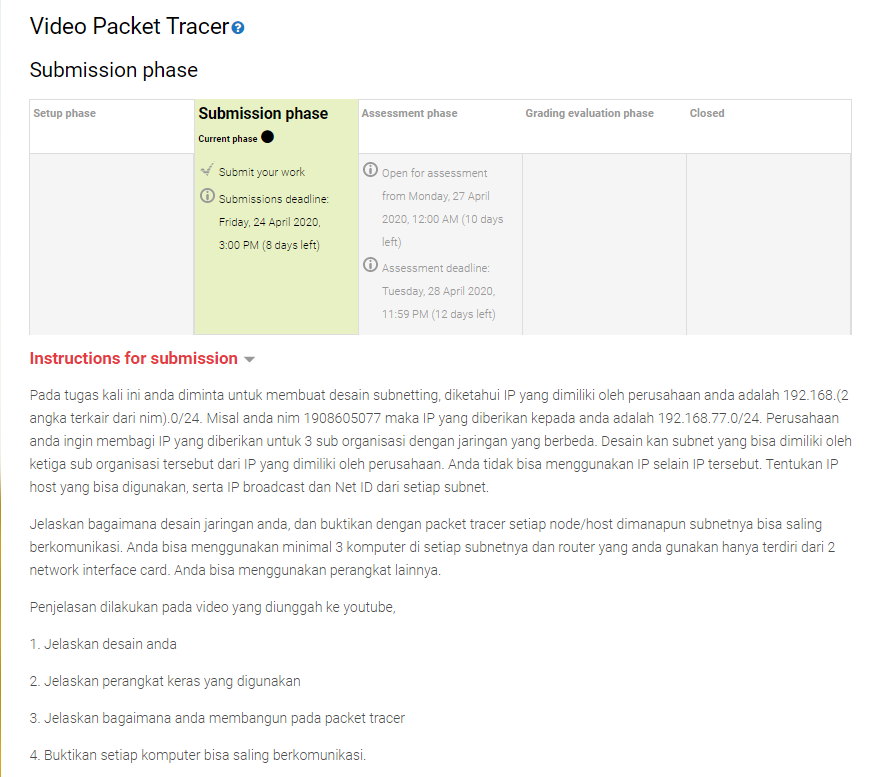 Video Packet Tracer
Submission phase
Setup phase
Submission phase
Current phase
Submit your work
Submissions deadline:
Friday, 24 April 2020,
3:00 PM (8 days left)
Assessment phase
Open for assessment
from Monday, 27 April
2020, 12:00 AM (10 days
left)
Assessment deadline:
Tuesday, 28 April 2020,
11:59 PM (12 days left)
Grading evaluation phase
Closed
Instructions for submission
Pada tugas kali ini anda diminta untuk membuat desain subnetting, diketahui IP yang dimiliki oleh perusahaan anda adalah 192.168.(2
angka terkair dari nim).0/24. Misal anda nim 1908605077 maka IP yang diberikan kepada anda adalah 192.168.77.0/24. Perusahaan
anda ingin membagi IP yang diberikan untuk 3 sub organisasi dengan jaringan yang berbeda. Desain kan subnet yang bisa dimiliki oleh
ketiga sub organisasi tersebut dari IP yang dimiliki oleh perusahaan. Anda tidak bisa menggunakan IP selain IP tersebut. Tentukan IP
host yang bisa digunakan, serta IP broadcast dan Net ID dari setiap subnet.
Jelaskan bagaimana desain jaringan anda, dan buktikan dengan packet tracer setiap node/host dimanapun subnetnya bisa saling
berkomunikasi. Anda bisa menggunakan minimal 3 komputer di setiap subnetnya dan router yang anda gunakan hanya terdiri dari 2
network interface card. Anda bisa menggunakan perangkat lainnya.
Penjelasan dilakukan pada video yang diunggah ke youtube,
1. Jelaskan desain anda
2. Jelaskan perangkat keras yang digunakan
3. Jelaskan bagaimana anda membangun pada packet tracer
4. Buktikan setiap komputer bisa saling berkomunikasi.